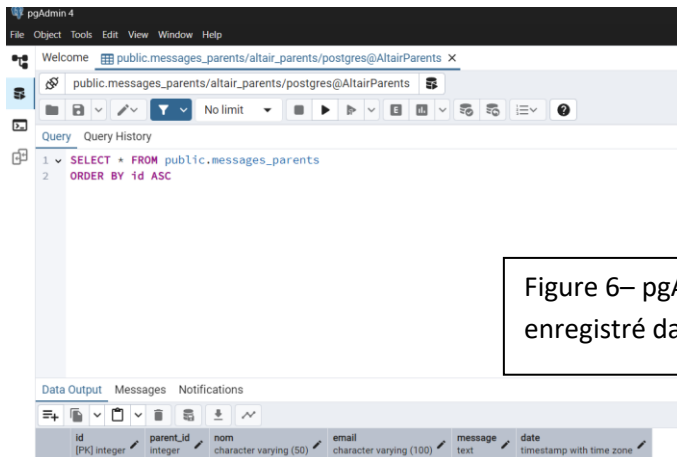 pgAdmin 4
File Object Tools Edit View Window Help
Welcome public.messages_parents/altair_parents/postgres@AltairParents X
public.messages_parents/altair_parents/postgres@AltairParents
No limit
Query Query History
1 SELECT * FROM public.messages_parents
2 ORDER BY id ASC
Figure 6– pgA
enregistré da
Data Output Messages Notifications
id parent_id nom email message date
[PK] integer integer character varying (50) character varying (100) text timestamp with time zone